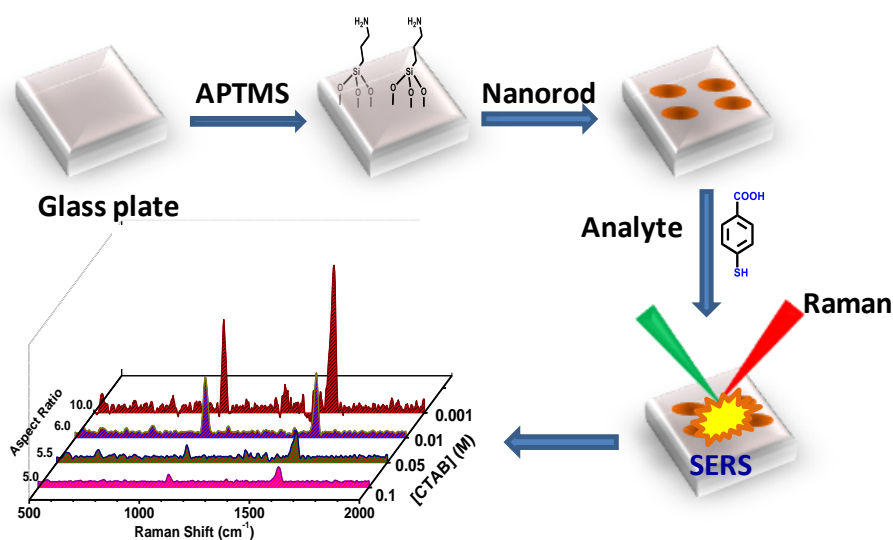 H₂N
H₂N
Si
Si
O
O
O
O
O
O
APTMS
Nanorod
Glass plate
Analyte
COOH
SH
Raman
SERS
Aspect Ratio
10.0
6.0
5.5
5.0
0.001
0.01
0.05
0.1
[CTAB] (M)
500
1000
1500
2000
Raman Shift (cm⁻¹)